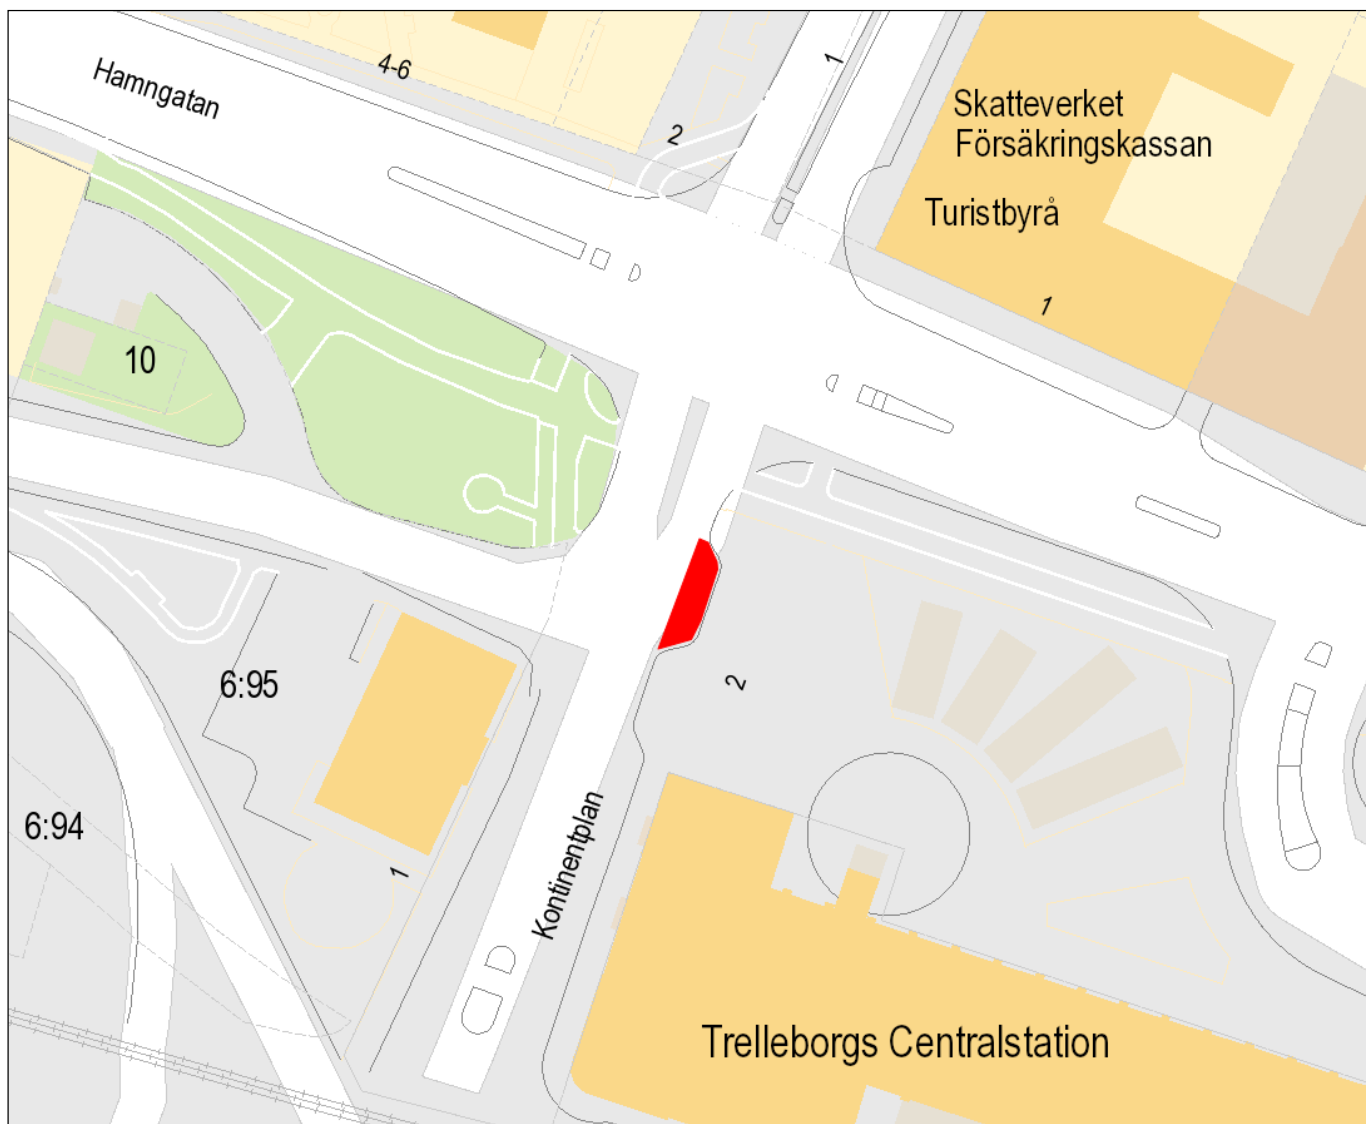 4-6
1
Hamngatan
2
Skatteverket
Försäkringskassan
Turistbyrå
1
10
6:95
2
6:94
1
Kontinentplan
Trelleborgs Centralstation